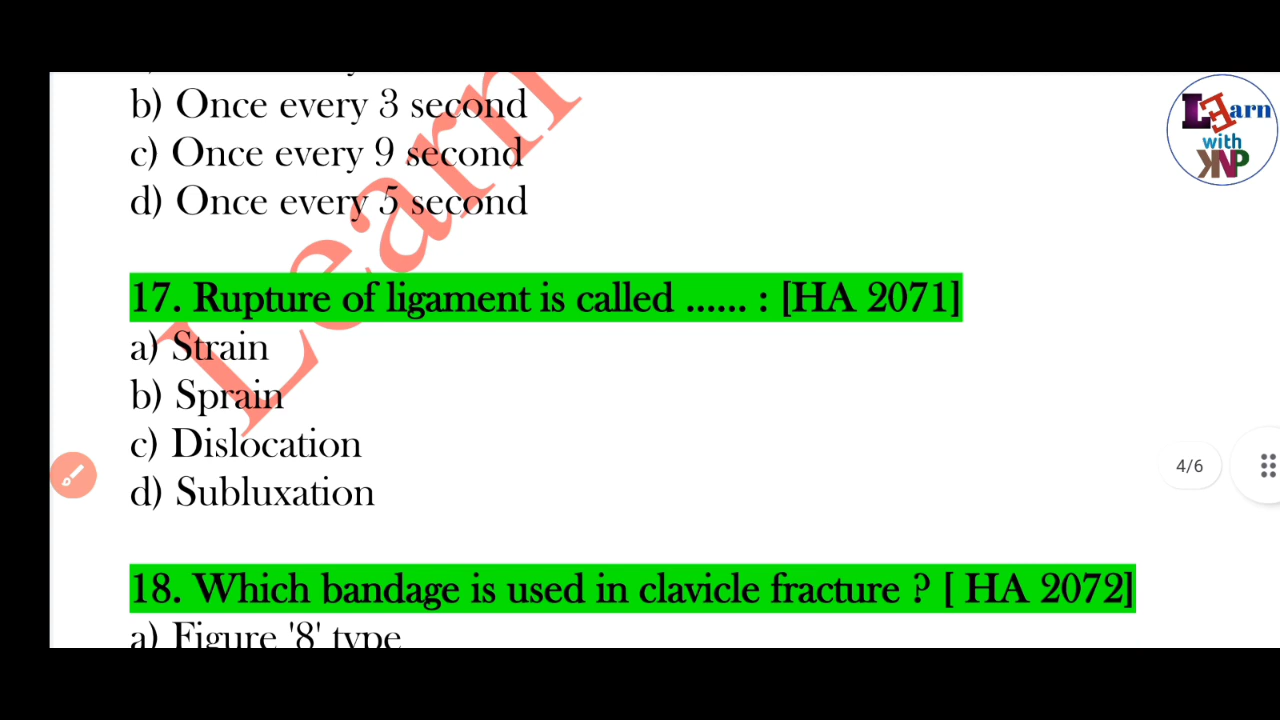 b) Once every 3 second
c) Once every 9 second
d) Once every 5 second
17. Rupture of ligament is called ...... : [HA 2071]
a) Strain
b) Sprain
c) Dislocation
d) Subluxation
18. Which bandage is used in clavicle fracture ? [ HA 2072]
a) Figure '8' type
Learn
LEarn
with
KNP
4/6